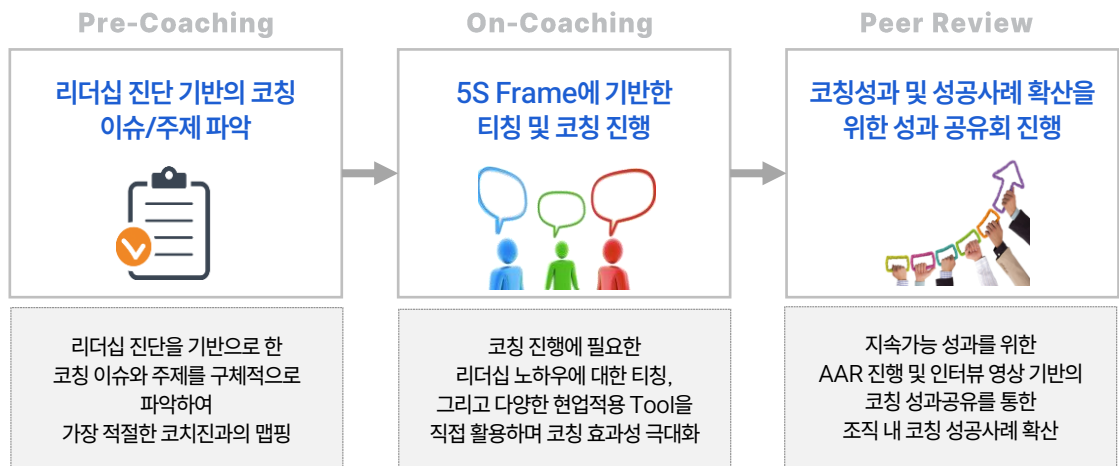 Pre-Coaching
On-Coaching
Peer Review
리더십 진단 기반의 코칭
이슈/주제 파악
5S Frame에 기반한
티칭 및 코칭 진행
코칭성과 및 성공사례 확산을
위한 성과 공유회 진행
리더십 진단을 기반으로 한
코칭 이슈와 주제를 구체적으로
파악하여
가장 적절한 코치진과의 맵핑
코칭 진행에 필요한
리더십 노하우에 대한 티칭,
그리고 다양한 현업적용 Tool을
직접 활용하며 코칭 효과성 극대화
지속가능 성과를 위한
AAR 진행 및 인터뷰 영상 기반의
코칭 성과공유를 통한
조직 내 코칭 성공사례 확산